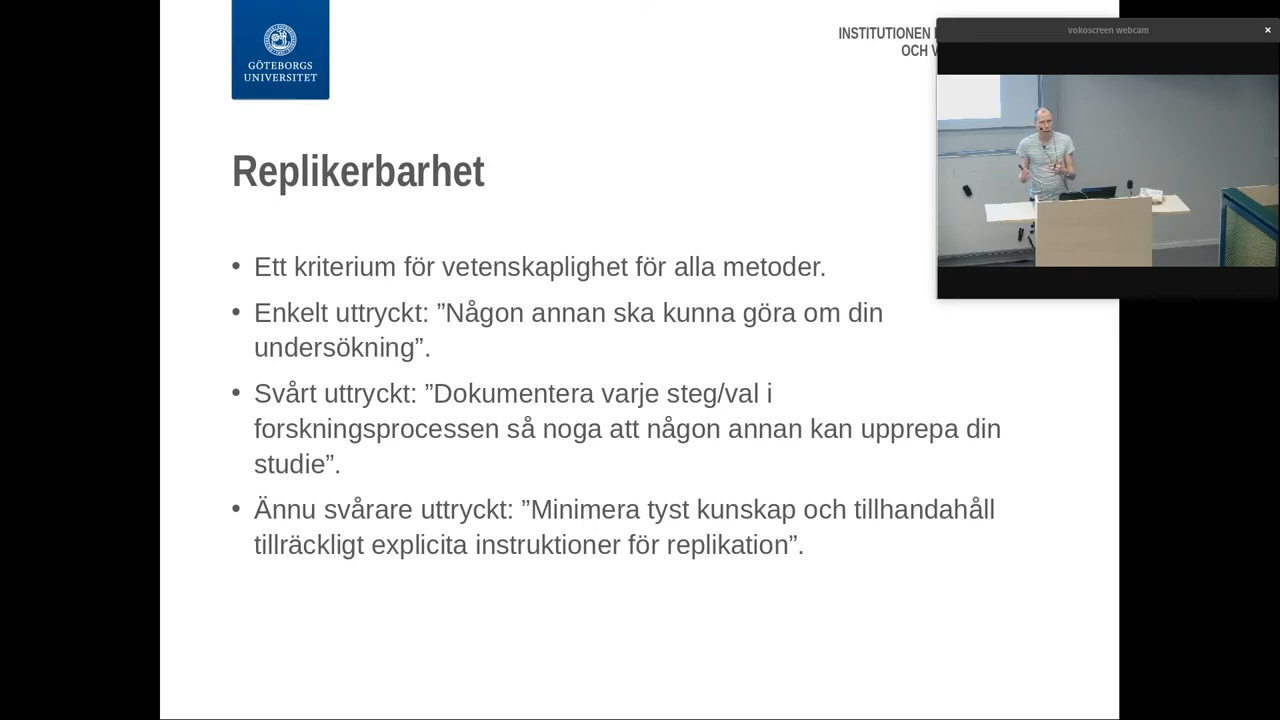 GÖTEBORGS
UNIVERSITET
INSTITUTIONEN
OCH
vokoscreen webcam
Replikerbarhet
• Ett kriterium för vetenskaplighet för alla metoder.
• Enkelt uttryckt: ”Någon annan ska kunna göra om din
undersökning”.
• Svårt uttryckt: ”Dokumentera varje steg/val i
forskningsprocessen så noga att någon annan kan upprepa din
studie”.
• Ännu svårare uttryckt: ”Minimera tyst kunskap och tillhandahåll
tillräckligt explicita instruktioner för replikation”.